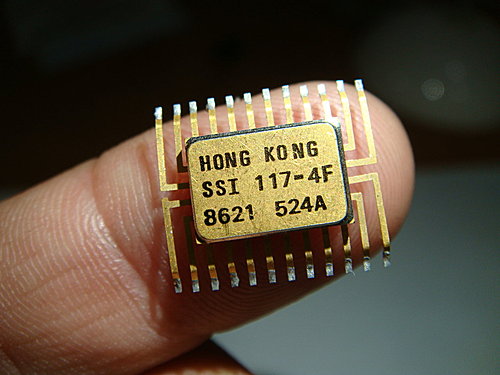 HONG KONG
SSI 117-4F
8621 524A